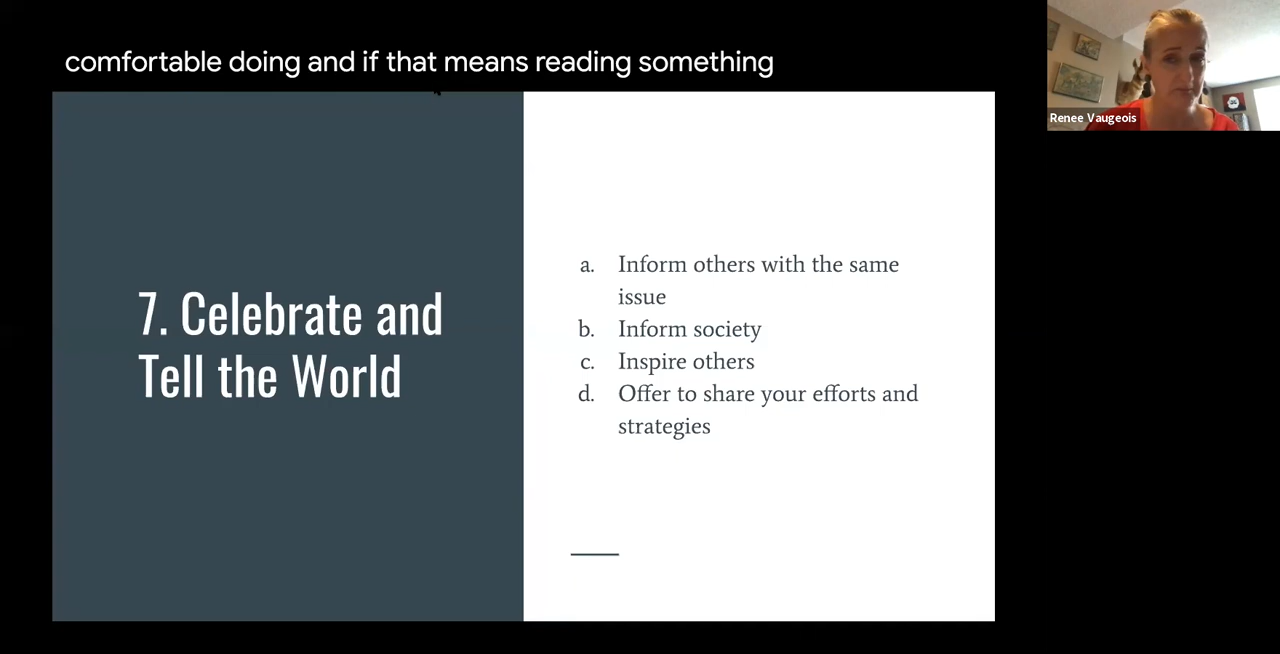 comfortable doing and if that means reading something
Renee Vaugeois
7. Celebrate and
Tell the World
a. Inform others with the same
issue
b. Inform society
c. Inspire others
d. Offer to share your efforts and
strategies